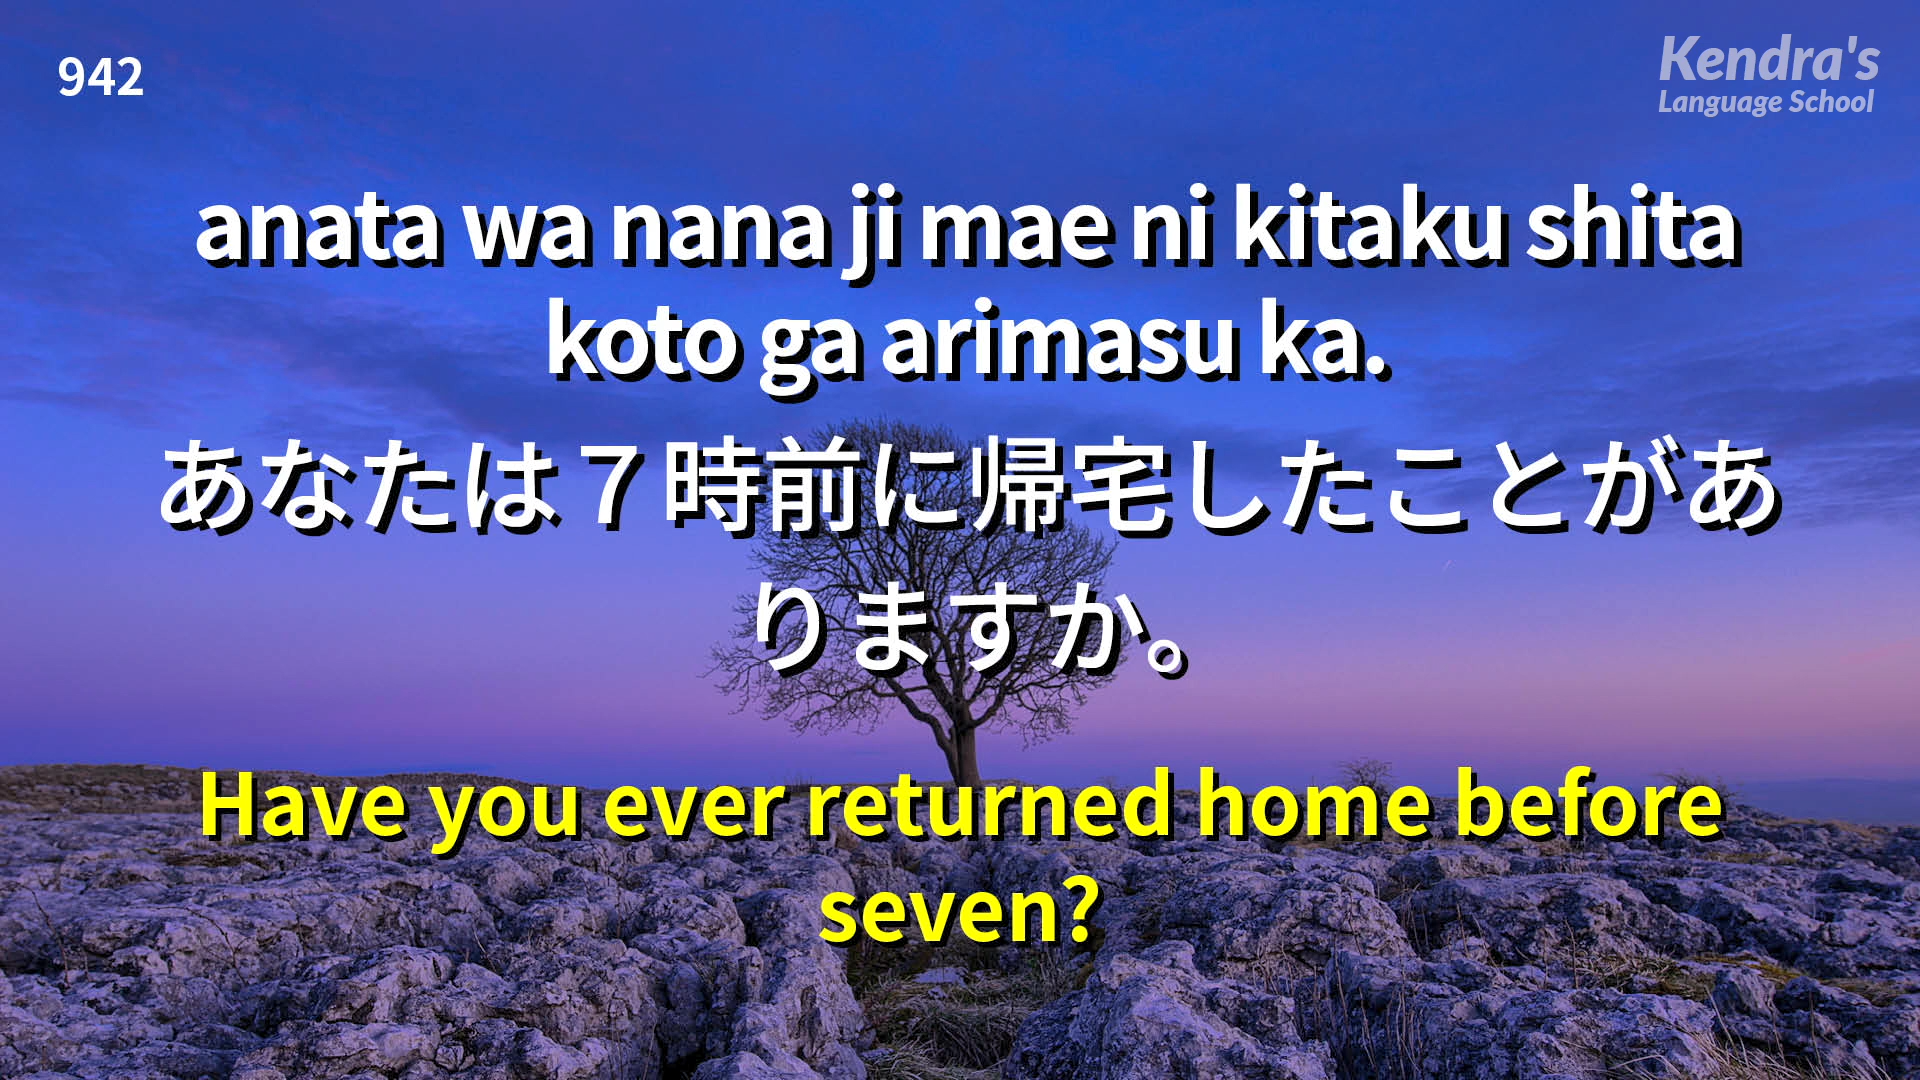 942
Kendra's
Language School
anata wa nana ji mae ni kitaku shita
koto ga arimasu ka.
あなたは７時前に帰宅したことがあ
りますか。
Have you ever returned home before
seven?